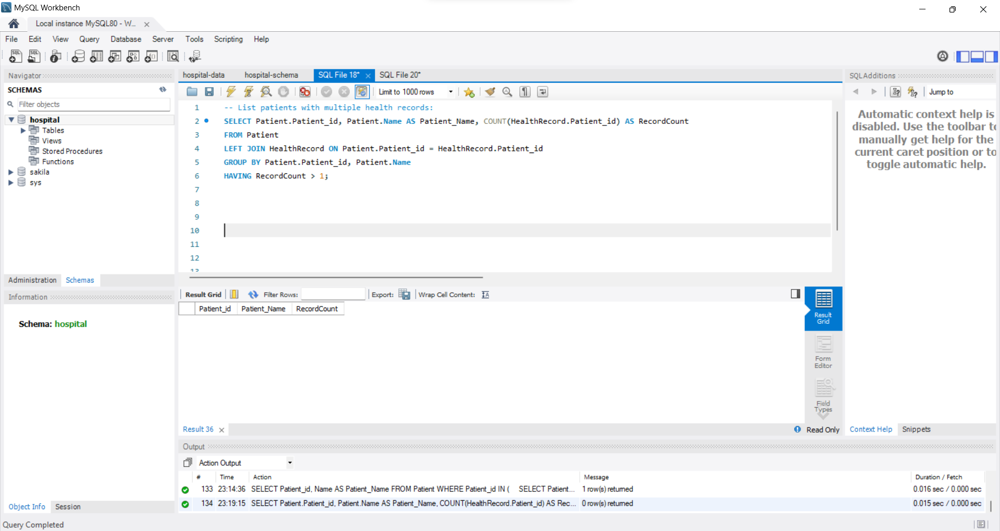 MySQL Workbench
Local instance MySQL80 - W...
File Edit View Query Database Server Tools Scripting Help
Navigator
SCHEMAS
Filter objects
hospital
Tables
Views
Stored Procedures
Functions
sakila
sys
Administration Schemas
Information
Schema: hospital
Object Info Session
hospital-data hospital-schema SQL File 18* SQL File 20*
Limit to 1000 rows
1 -- List patients with multiple health records:
2 SELECT Patient.Patient_id, Patient.Name AS Patient_Name, COUNT(HealthRecord.Patient_id) AS RecordCount
3 FROM Patient
4 LEFT JOIN HealthRecord ON Patient.Patient_id = HealthRecord.Patient_id
5 GROUP BY Patient.Patient_id, Patient.Name
6 HAVING RecordCount > 1;
7
8
9
10
11
12
13
Result Grid Filter Rows: Export: Wrap Cell Content:
Patient_id Patient_Name RecordCount
Result Grid
Form Editor
Field Types
Result 36 Read Only
SQLAdditions
Jump to
Automatic context help is
disabled. Use the toolbar to
manually get help for the
current caret position or to
toggle automatic help.
Context Help Snippets
Output
Action Output
# Time Action Message Duration / Fetch
133 23:14:36 SELECT Patient_id, Name AS Patient_Name FROM Patient WHERE Patient_id IN ( SELECT Patient... 1 row(s) returned 0.016 sec / 0.000 sec
134 23:19:15 SELECT Patient.Patient_id, Patient.Name AS Patient_Name, COUNT(HealthRecord.Patient_id) AS Rec... 0 row(s) returned 0.015 sec / 0.000 sec
Query Completed